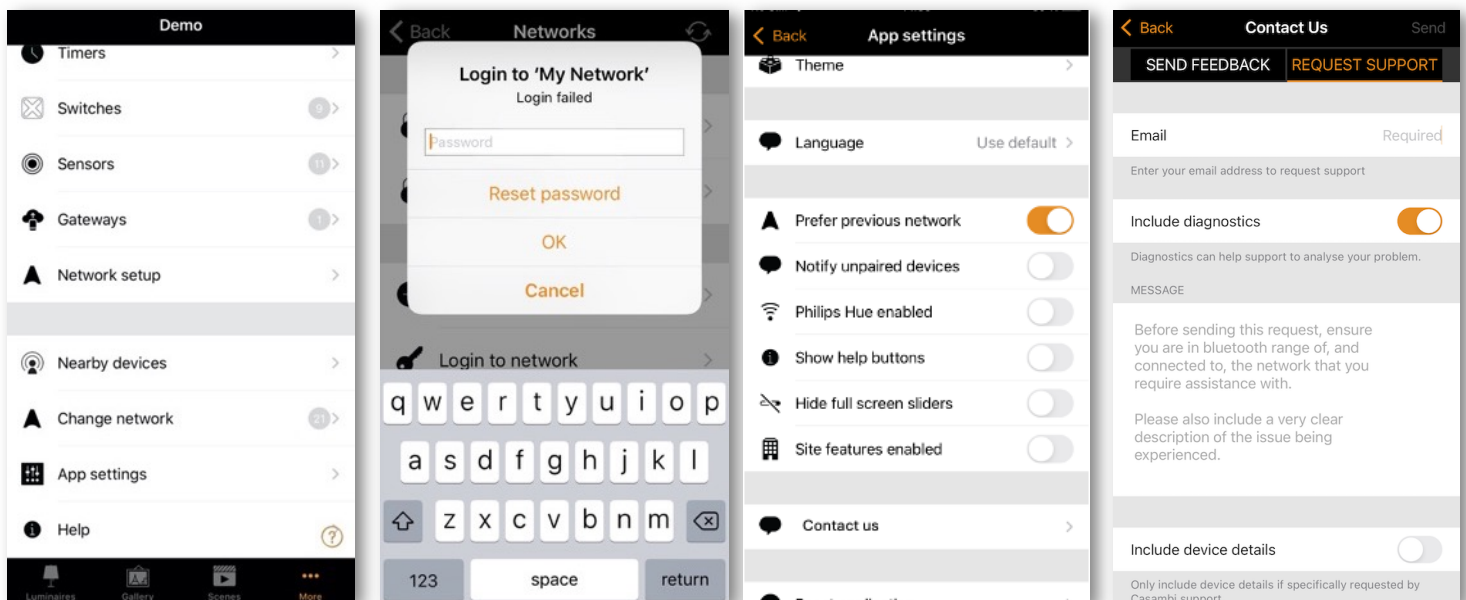 Demo
Timers
Switches 9
Sensors 11
Gateways 1
Network setup
Nearby devices
Change network 21
App settings
Help ?
Luminaires Gallery Scenes More
Back Networks
Login to ‘My Network’
Login failed
Password
Reset password
OK
Cancel
Login to network
q w e r t y u i o p
a s d f g h j k l
z x c v b n m
123 space return
Back App settings
Theme
Language Use default
Prefer previous network
Notify unpaired devices
Philips Hue enabled
Show help buttons
Hide full screen sliders
Site features enabled
Contact us
Back Contact Us Send
SEND FEEDBACK REQUEST SUPPORT
Email Required
Enter your email address to request support
Include diagnostics
Diagnostics can help support to analyse your problem.
MESSAGE
Before sending this request, ensure
you are in bluetooth range of, and
connected to, the network that you
require assistance with.
Please also include a very clear
description of the issue being
experienced.
Include device details
Only include device details if specifically requested by
Casambi support